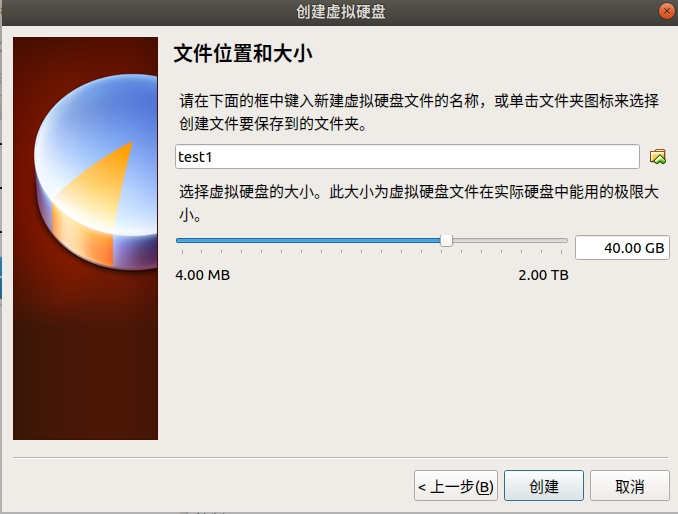 创建虚拟硬盘
文件位置和大小
请在下面的框中键入新建虚拟硬盘文件的名称，或单击文件夹图标来选择
创建文件要保存到的文件夹。
test1
选择虚拟硬盘的大小。此大小为虚拟硬盘文件在实际硬盘中能用的极限大
小。
40.00 GB
4.00 MB 2.00 TB
< 上一步(B) 创建 取消